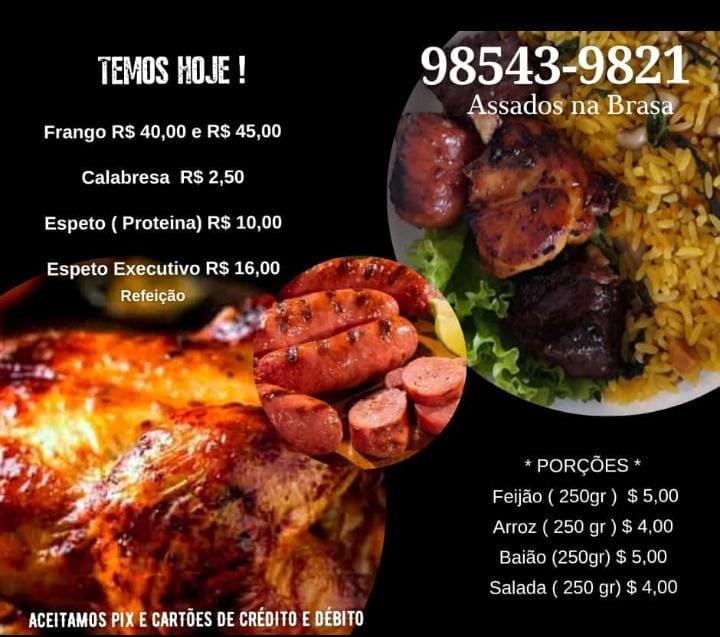 TEMOS HOJE !
Frango R$ 40,00 e R$ 45,00
Calabresa R$ 2,50
Espeto ( Proteina) R$ 10,00
Espeto Executivo R$ 16,00
Refeição
98543-9821
Assados na Brasa
* PORÇÕES *
Feijão ( 250gr ) $ 5,00
Arroz ( 250 gr ) $ 4,00
Baião (250gr) $ 5,00
Salada ( 250 gr) $ 4,00
ACEITAMOS PIX E CARTÕES DE CRÉDITO E DÉBITO